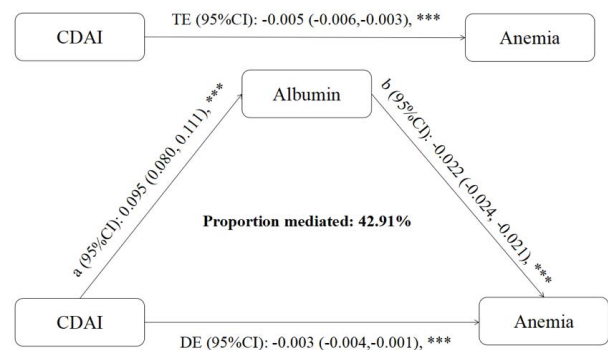 TE (95%CI): -0.005 (-0.006,-0.003), ***
CDAI
Anemia
Albumin
a (95%CI): 0.095 (0.080, 0.111), ***
b (95%CI): -0.022 (-0.024, -0.021), ***
Proportion mediated: 42.91%
CDAI
Anemia
DE (95%CI): -0.003 (-0.004,-0.001), ***